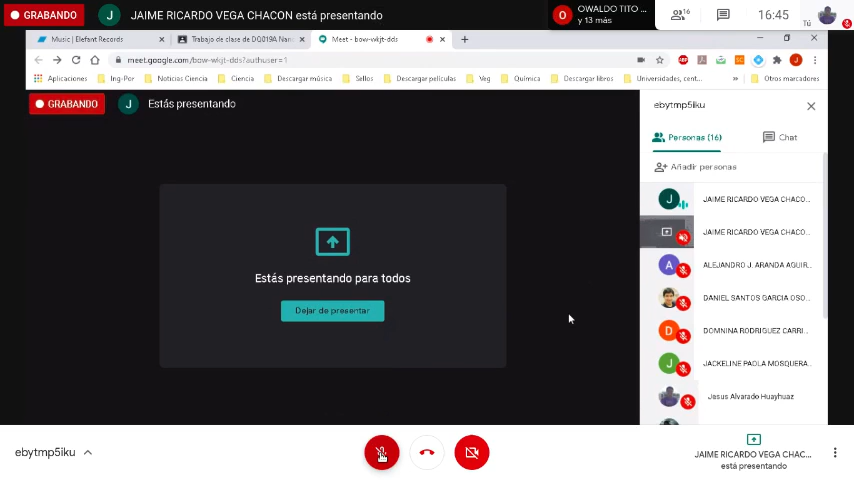 GRABANDO
J
JAIME RICARDO VEGA CHACON está presentando
O
OWALDO TITO ...
y 13 más
16
16:45
Tú
Music | Elefant Records
Trabajo de clase de DQ019A Nan
Meet - bow-wkjt-dds
meet.google.com/bow-wkjt-dds?authuser=1
ABP
J
Aplicaciones
Ing-Por
Noticias Ciencia
Ciencia
Descargar música
Sellos
Descargar películas
Veg
Química
Descargar libros
Universidades, cent...
»
Otros marcadores
GRABANDO
J
Estás presentando
Estás presentando para todos
Dejar de presentar
ebytmp5iku
Personas (16)
Chat
Añadir personas
J
JAIME RICARDO VEGA CHACO...
JAIME RICARDO VEGA CHACO...
A
ALEJANDRO J. ARANDA AGUIR...
DANIEL SANTOS GARCIA OSO...
D
DOMNINA RODRIGUEZ CARRI...
J
JACKELINE PAOLA MOSQUERA...
Jesus Alvarado Huayhuaz
ebytmp5iku
JAIME RICARDO VEGA CHAC...
está presentando